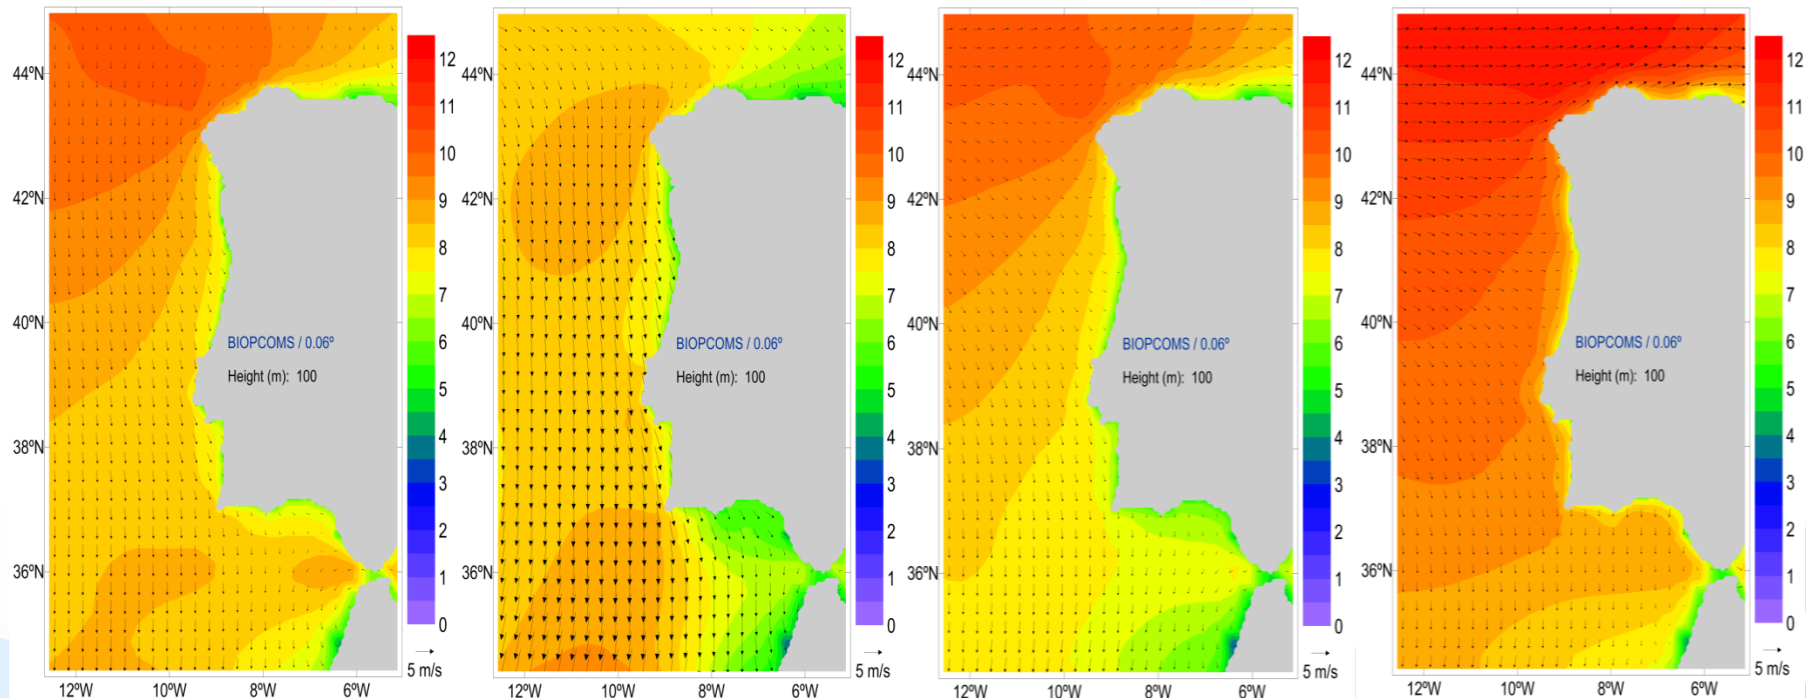 44ºN
42ºN
40ºN
38ºN
36ºN
12ºW 10ºW 8ºW 6ºW
BIOPCOMS / 0.06º
Height (m): 100
12
11
10
9
8
7
6
5
4
3
2
1
0
5 m/s
44ºN
42ºN
40ºN
38ºN
36ºN
12ºW 10ºW 8ºW 6ºW
BIOPCOMS / 0.06º
Height (m): 100
12
11
10
9
8
7
6
5
4
3
2
1
0
5 m/s
44ºN
42ºN
40ºN
38ºN
36ºN
12ºW 10ºW 8ºW 6ºW
BIOPCOMS / 0.06º
Height (m): 100
12
11
10
9
8
7
6
5
4
3
2
1
0
5 m/s
44ºN
42ºN
40ºN
38ºN
36ºN
12ºW 10ºW 8ºW 6ºW
BIOPCOMS / 0.06º
Height (m): 100
12
11
10
9
8
7
6
5
4
3
2
1
0
5 m/s